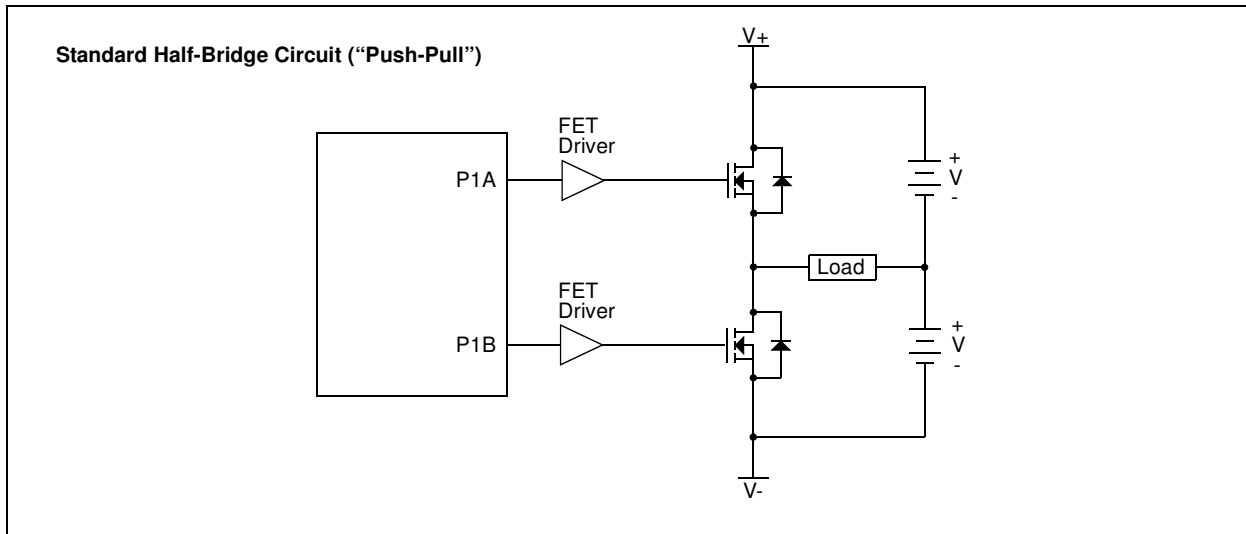 Standard Half-Bridge Circuit (“Push-Pull”)
V+
FET
Driver
P1A
+
V
-
Load
FET
Driver
P1B
+
V
-
V-